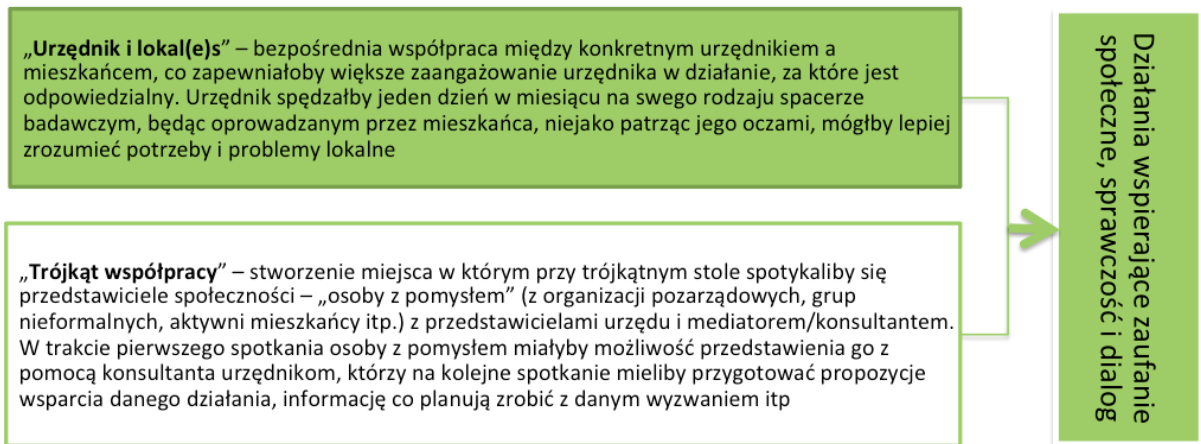 „Urzędnik i lokal(e)s” – bezpośrednia współpraca między konkretnym urzędnikiem a
mieszkańcem, co zapewniałoby większe zaangażowanie urzędnika w działanie, za które jest
odpowiedzialny. Urzędnik spędzałby jeden dzień w miesiącu na swego rodzaju spacerze
badawczym, będąc oprowadzanym przez mieszkańca, niejako patrząc jego oczami, mógłby lepiej
zrozumieć potrzeby i problemy lokalne
„Trójkąt współpracy” – stworzenie miejsca w którym przy trójkątnym stole spotykaliby się
przedstawiciele społeczności – „osoby z pomysłem” (z organizacji pozarządowych, grup
nieformalnych, aktywni mieszkańcy itp.) z przedstawicielami urzędu i mediatorem/konsultantem.
W trakcie pierwszego spotkania osoby z pomysłem miałyby możliwość przedstawienia go z
pomocą konsultanta urzędnikom, którzy na kolejne spotkanie mieliby przygotować propozycje
wsparcia danego działania, informację co planują zrobić z danym wyzwaniem itp
Działania wspierające zaufanie
społeczne, sprawczość i dialog